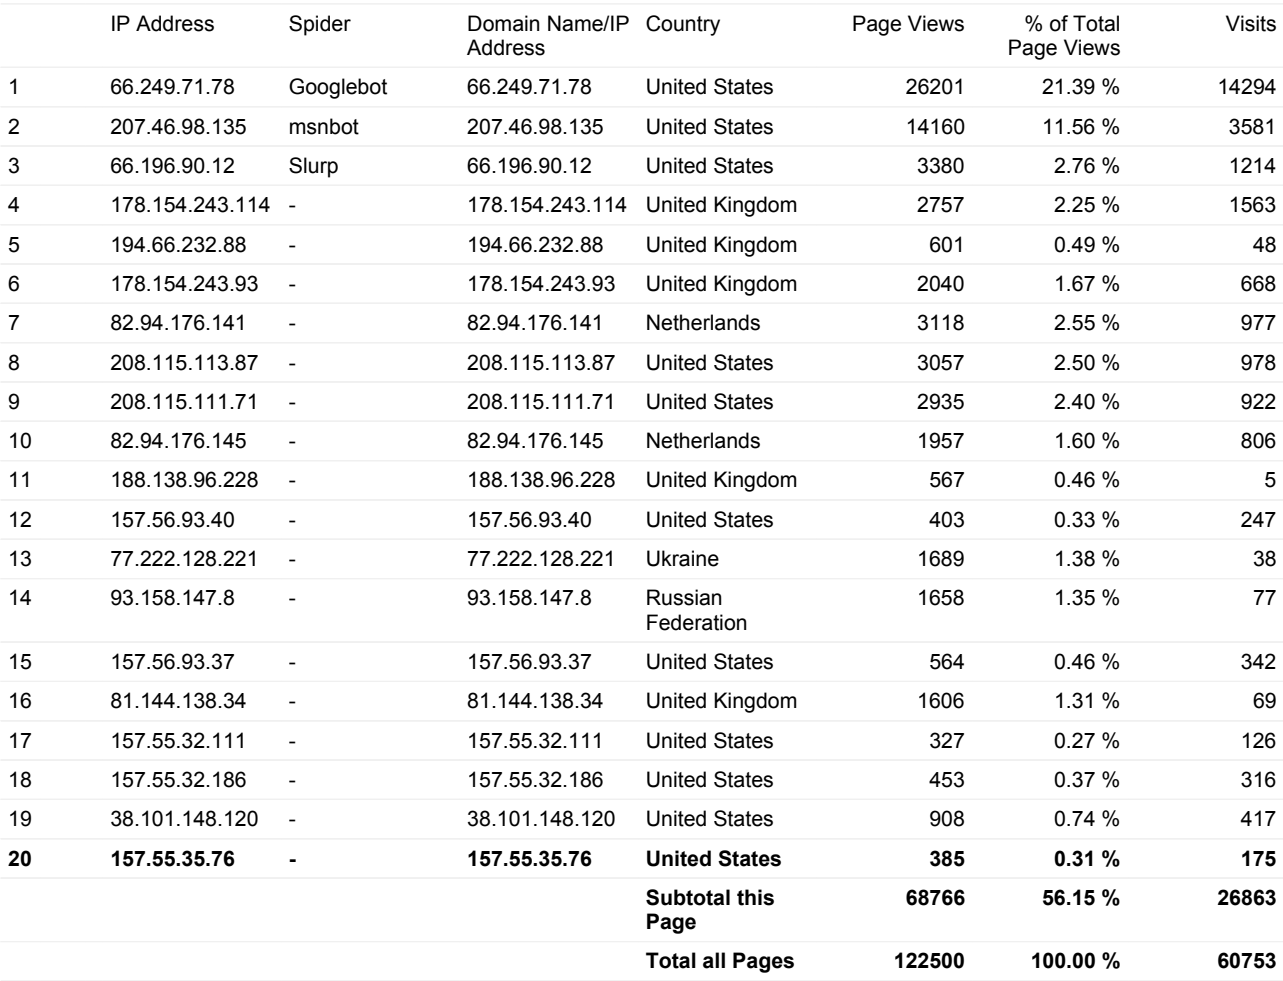 IP Address Spider Domain Name/IP Address Country Page Views % of Total Page Views Visits
1 66.249.71.78 Googlebot 66.249.71.78 United States 26201 21.39 % 14294
2 207.46.98.135 msnbot 207.46.98.135 United States 14160 11.56 % 3581
3 66.196.90.12 Slurp 66.196.90.12 United States 3380 2.76 % 1214
4 178.154.243.114 - 178.154.243.114 United Kingdom 2757 2.25 % 1563
5 194.66.232.88 - 194.66.232.88 United Kingdom 601 0.49 % 48
6 178.154.243.93 - 178.154.243.93 United Kingdom 2040 1.67 % 668
7 82.94.176.141 - 82.94.176.141 Netherlands 3118 2.55 % 977
8 208.115.113.87 - 208.115.113.87 United States 3057 2.50 % 978
9 208.115.111.71 - 208.115.111.71 United States 2935 2.40 % 922
10 82.94.176.145 - 82.94.176.145 Netherlands 1957 1.60 % 806
11 188.138.96.228 - 188.138.96.228 United Kingdom 567 0.46 % 5
12 157.56.93.40 - 157.56.93.40 United States 403 0.33 % 247
13 77.222.128.221 - 77.222.128.221 Ukraine 1689 1.38 % 38
14 93.158.147.8 - 93.158.147.8 Russian Federation 1658 1.35 % 77
15 157.56.93.37 - 157.56.93.37 United States 564 0.46 % 342
16 81.144.138.34 - 81.144.138.34 United Kingdom 1606 1.31 % 69
17 157.55.32.111 - 157.55.32.111 United States 327 0.27 % 126
18 157.55.32.186 - 157.55.32.186 United States 453 0.37 % 316
19 38.101.148.120 - 38.101.148.120 United States 908 0.74 % 417
20 157.55.35.76 - 157.55.35.76 United States 385 0.31 % 175
Subtotal this Page 68766 56.15 % 26863
Total all Pages 122500 100.00 % 60753